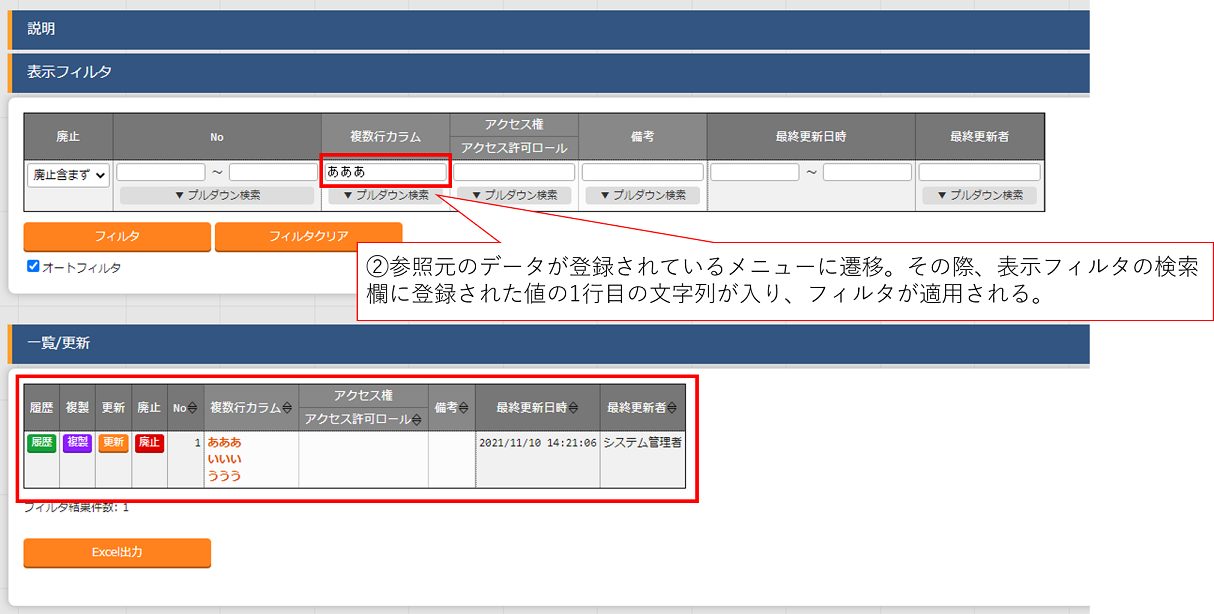 説明
表示フィルタ
廃止 No 複数行カラム アクセス権 備考 最終更新日時 最終更新者
アクセス許可ロール
廃止含まず ～ あああ ～
▼ プルダウン検索 ▼ プルダウン検索 ▼ プルダウン検索 ▼ プルダウン検索 ▼ プルダウン検索
フィルタ フィルタクリア
オートフィルタ
②参照元のデータが登録されているメニューに遷移。その際、表示フィルタの検索
欄に登録された値の1行目の文字列が入り、フィルタが適用される。
一覧/更新
履歴 複製 更新 廃止 No 複数行カラム アクセス権 備考 最終更新日時 最終更新者
アクセス許可ロール
履歴 複製 更新 廃止 1 あああ 2021/11/10 14:21:06 システム管理者
いいい
ううう
フィルタ結果件数: 1
Excel出力